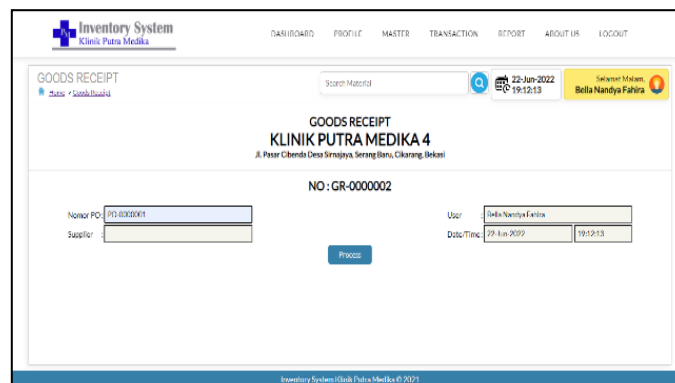 Inventory System
Klinik Putra Medika
DASHBOARD PROFILE MASTER TRANSACTION REPORT ABOUT US LOGOUT
GOODS RECEIPT
Home > Goods Receipt
Search Material
22-Jun-2022
19:12:13
Selamat Malam,
Bella Nandya Fahira
GOODS RECEIPT
KLINIK PUTRA MEDIKA 4
Jl. Pasar Cibenda Desa Sirnajaya, Serang Baru, Cikarang, Bekasi
NO : GR-0000002
Nomor PO : PO-0000001
User : Bella Nandya Fahira
Supplier :
Date/Time : 22-Jun-2022 19:12:13
Process
Inventory System Klinik Putra Medika © 2021